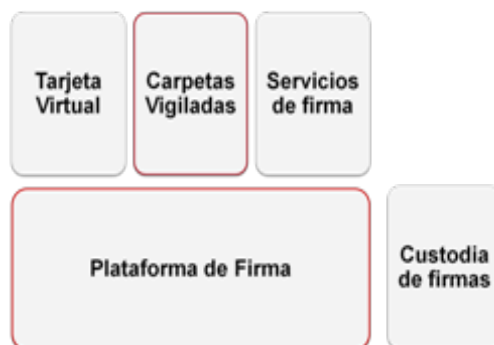 Tarjeta
Virtual
Carpetas
Vigiladas
Servicios
de firma
Plataforma de Firma
Custodia
de firmas